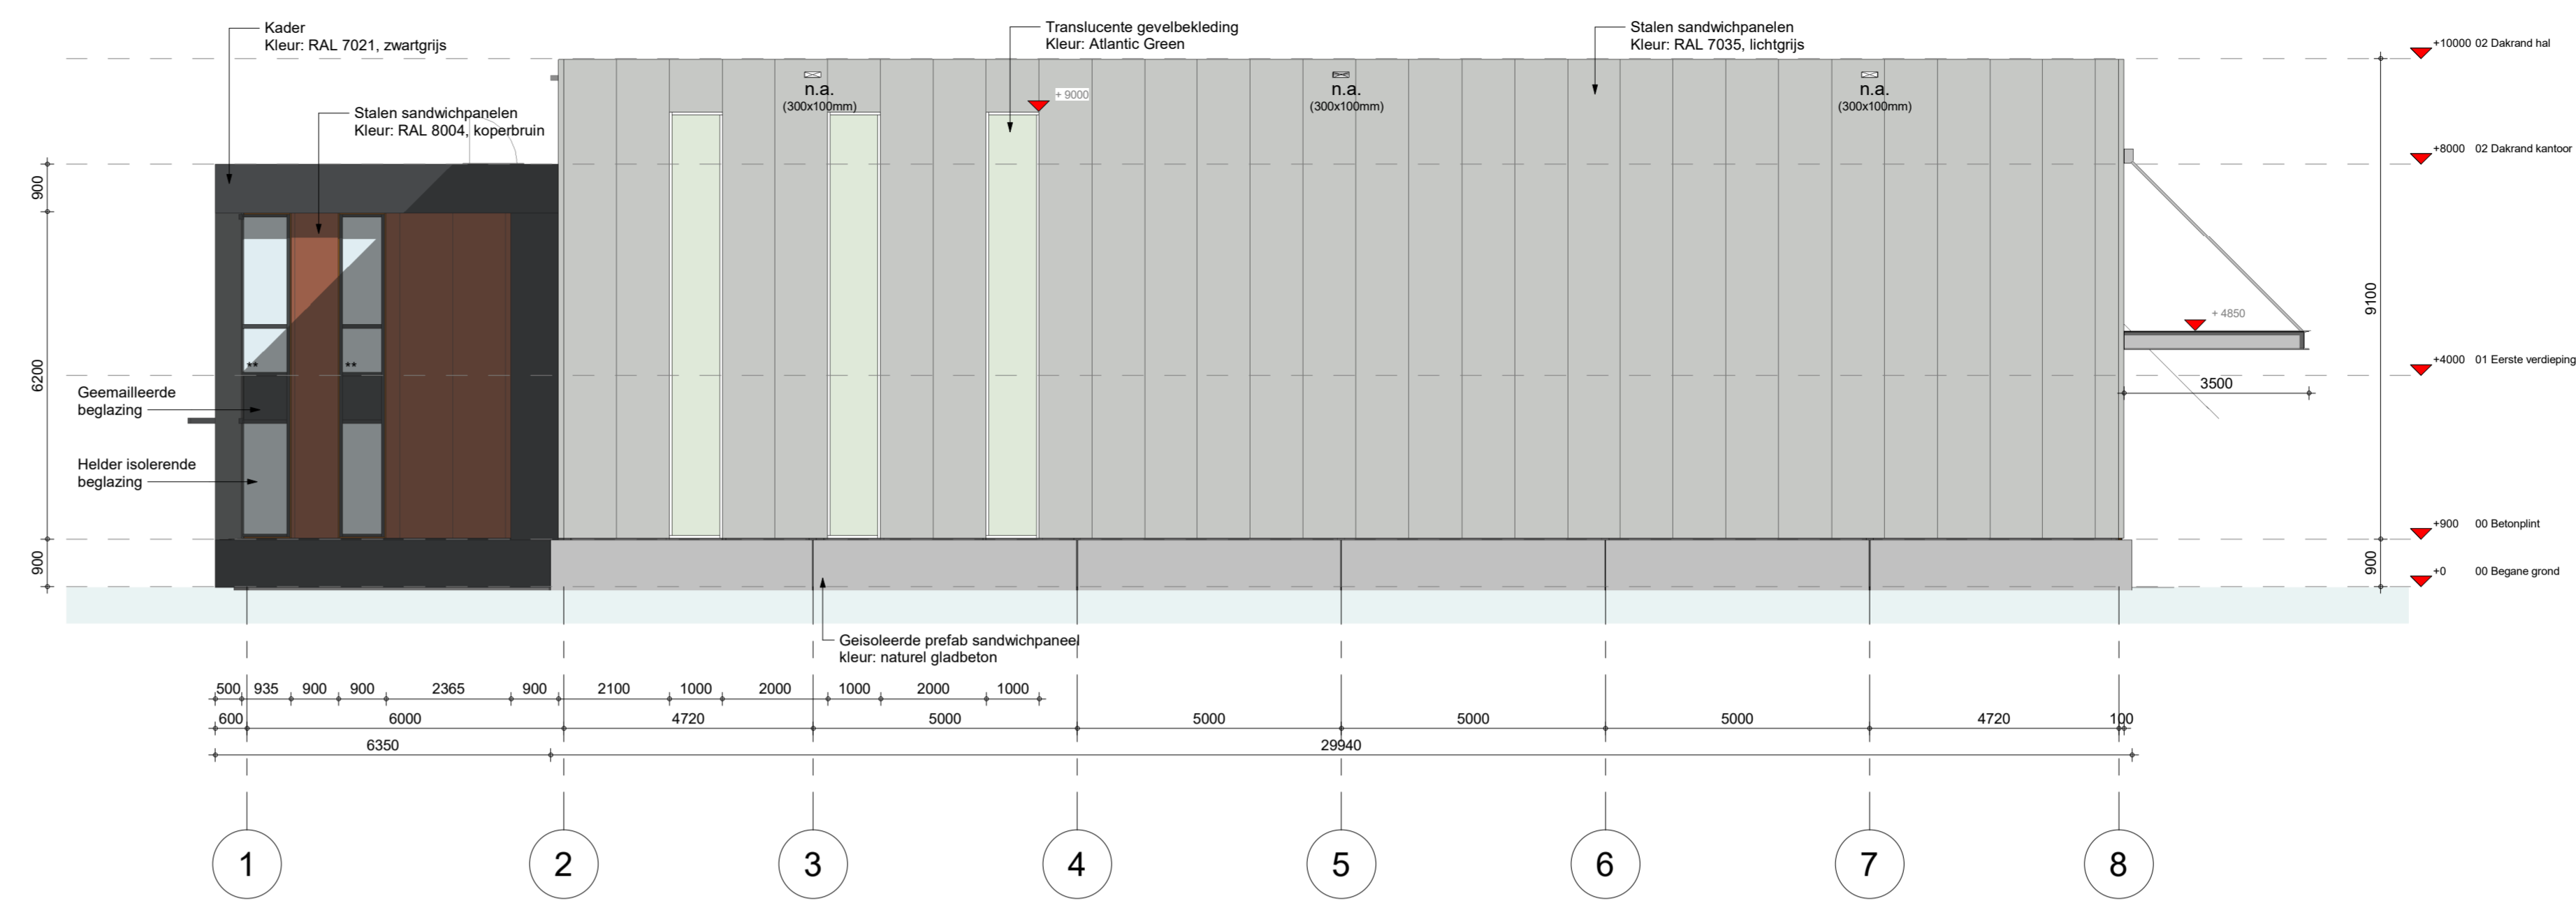 Kader
Kleur: RAL 7021, zwartgrijs
Translucente gevelbekleding
Kleur: Atlantic Green
Stalen sandwichpanelen
Kleur: RAL 7035, lichtgrijs
+10000 02 Dakrand hal
n.a.
(300x100mm)
n.a.
(300x100mm)
n.a.
(300x100mm)
+ 9000
Stalen sandwichpanelen
Kleur: RAL 8004, koperbruin
+8000 02 Dakrand kantoor
900
9100
+ 4850
6200
** **
+4000 01 Eerste verdieping
3500
Geemailleerde
beglazing
Helder isolerende
beglazing
+900 00 Betonplint
900
900
+0 00 Begane grond
Geisoleerde prefab sandwichpaneel
kleur: naturel gladbeton
500 935 900 900 2365 900 2100 1000 2000 1000 2000 1000
600 6000 4720 5000 5000 5000 5000 4720 100
6350 29940
1 2 3 4 5 6 7 8